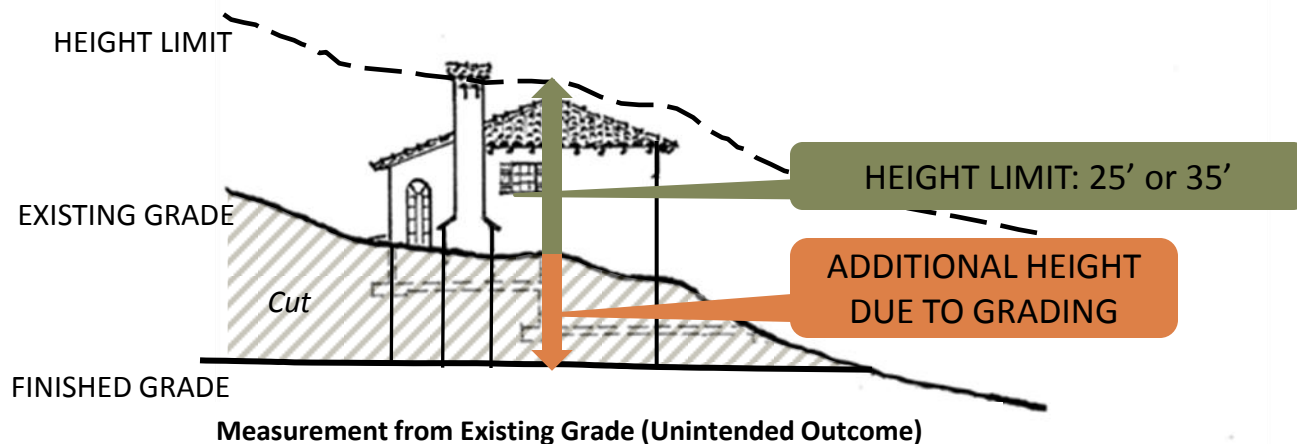 HEIGHT LIMIT
HEIGHT LIMIT: 25’ or 35’
EXISTING GRADE
ADDITIONAL HEIGHT
DUE TO GRADING
Cut
FINISHED GRADE
Measurement from Existing Grade (Unintended Outcome)